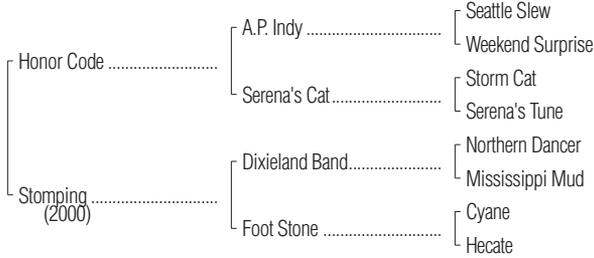 Seattle Slew
A.P. Indy ..............................
Weekend Surprise
Honor Code ........................
Storm Cat
Serena's Cat........................
Serena's Tune
Northern Dancer
Dixieland Band....................
Mississippi Mud
Stomping ............................
(2000)
Cyane
Foot Stone ..........................
Hecate